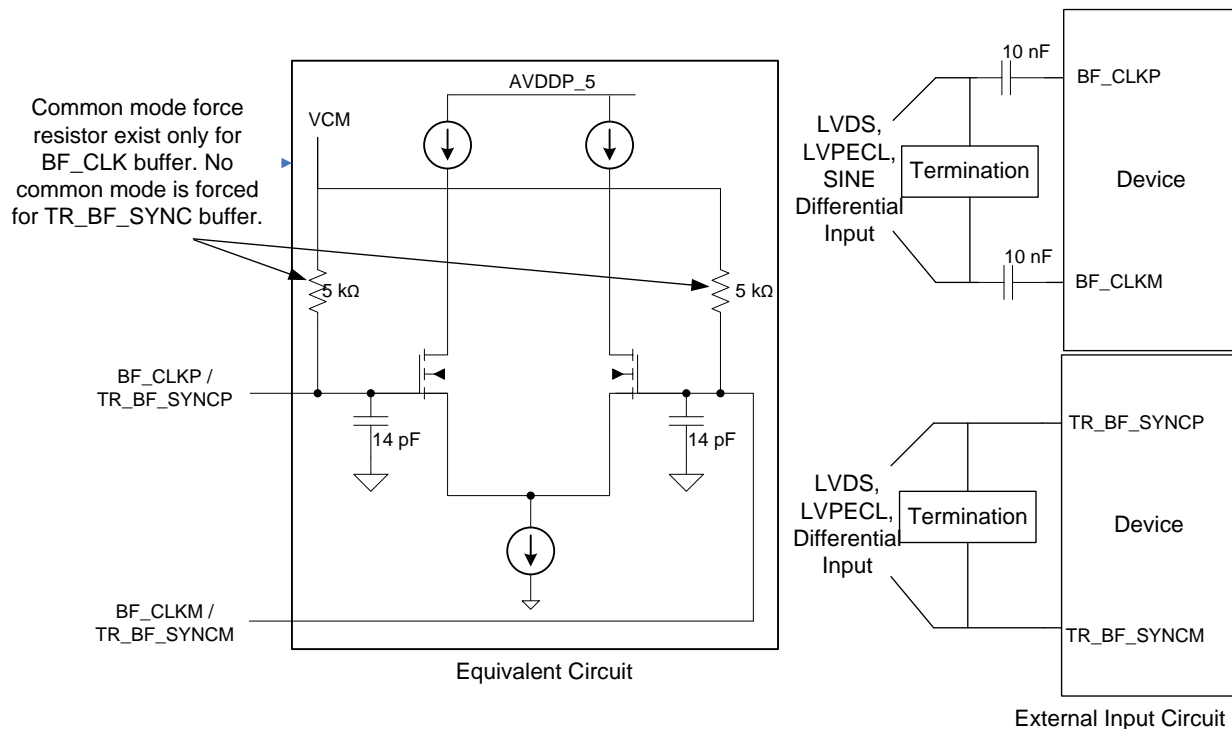 Common mode force
resistor exist only for
BF_CLK buffer. No
common mode is forced
for TR_BF_SYNC buffer.
AVDDP_5
VCM
5 kΩ
5 kΩ
BF_CLKP /
TR_BF_SYNCP
14 pF
14 pF
BF_CLKM /
TR_BF_SYNCM
Equivalent Circuit
10 nF
BF_CLKP
LVDS,
LVPECL,
SINE
Differential
Input
Termination
Device
10 nF
BF_CLKM
TR_BF_SYNCP
LVDS,
LVPECL,
Differential
Input
Termination
Device
TR_BF_SYNCM
External Input Circuit